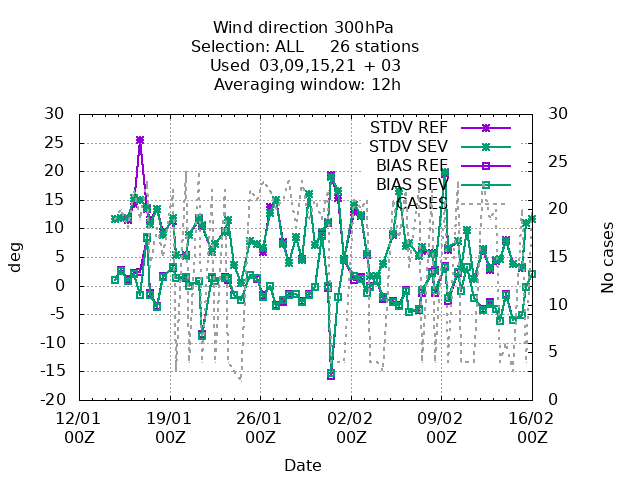 Wind direction 300hPa
Selection: ALL 26 stations
Used 03,09,15,21 + 03
Averaging window: 12h
30
25
20
15
10
5
0
-5
-10
-15
-20
deg
30
25
20
15
10
5
0
No cases
STDV REF
STDV SEV
BIAS REF
BIAS SEV
CASES
12/01 19/01 26/01 02/02 09/02 16/02
00Z 00Z 00Z 00Z 00Z 00Z
Date